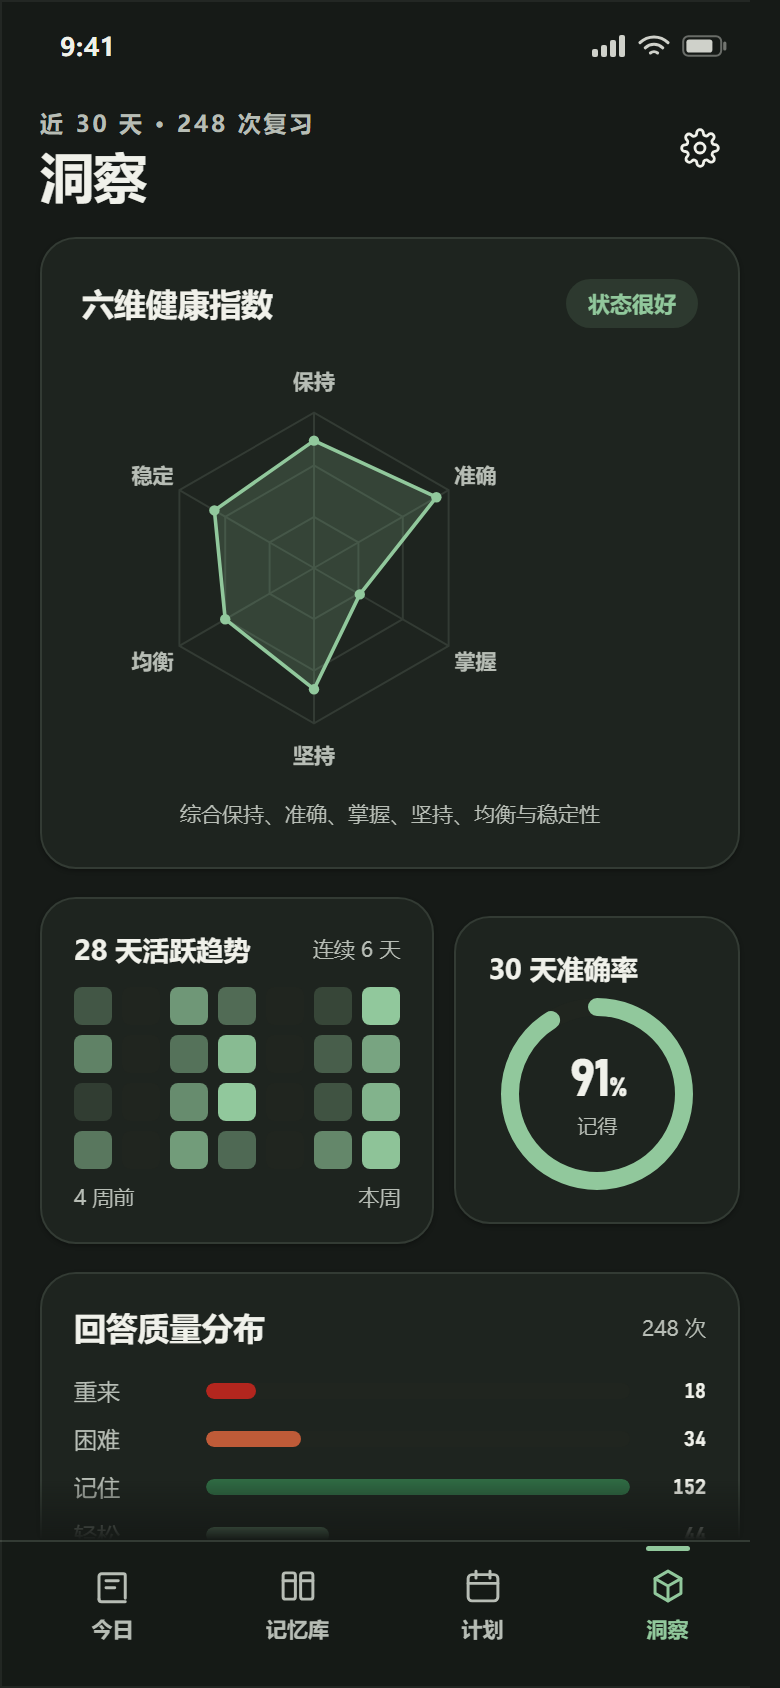 9:41
近 30 天 • 248 次复习
洞察
六维健康指数
状态很好
保持
稳定
准确
均衡
掌握
坚持
综合保持、准确、掌握、坚持、均衡与稳定性
28 天活跃趋势
连续 6 天
4 周前
本周
30 天准确率
91%
记得
回答质量分布
248 次
重来
18
困难
34
记住
152
轻松
44
今日
记忆库
计划
洞察